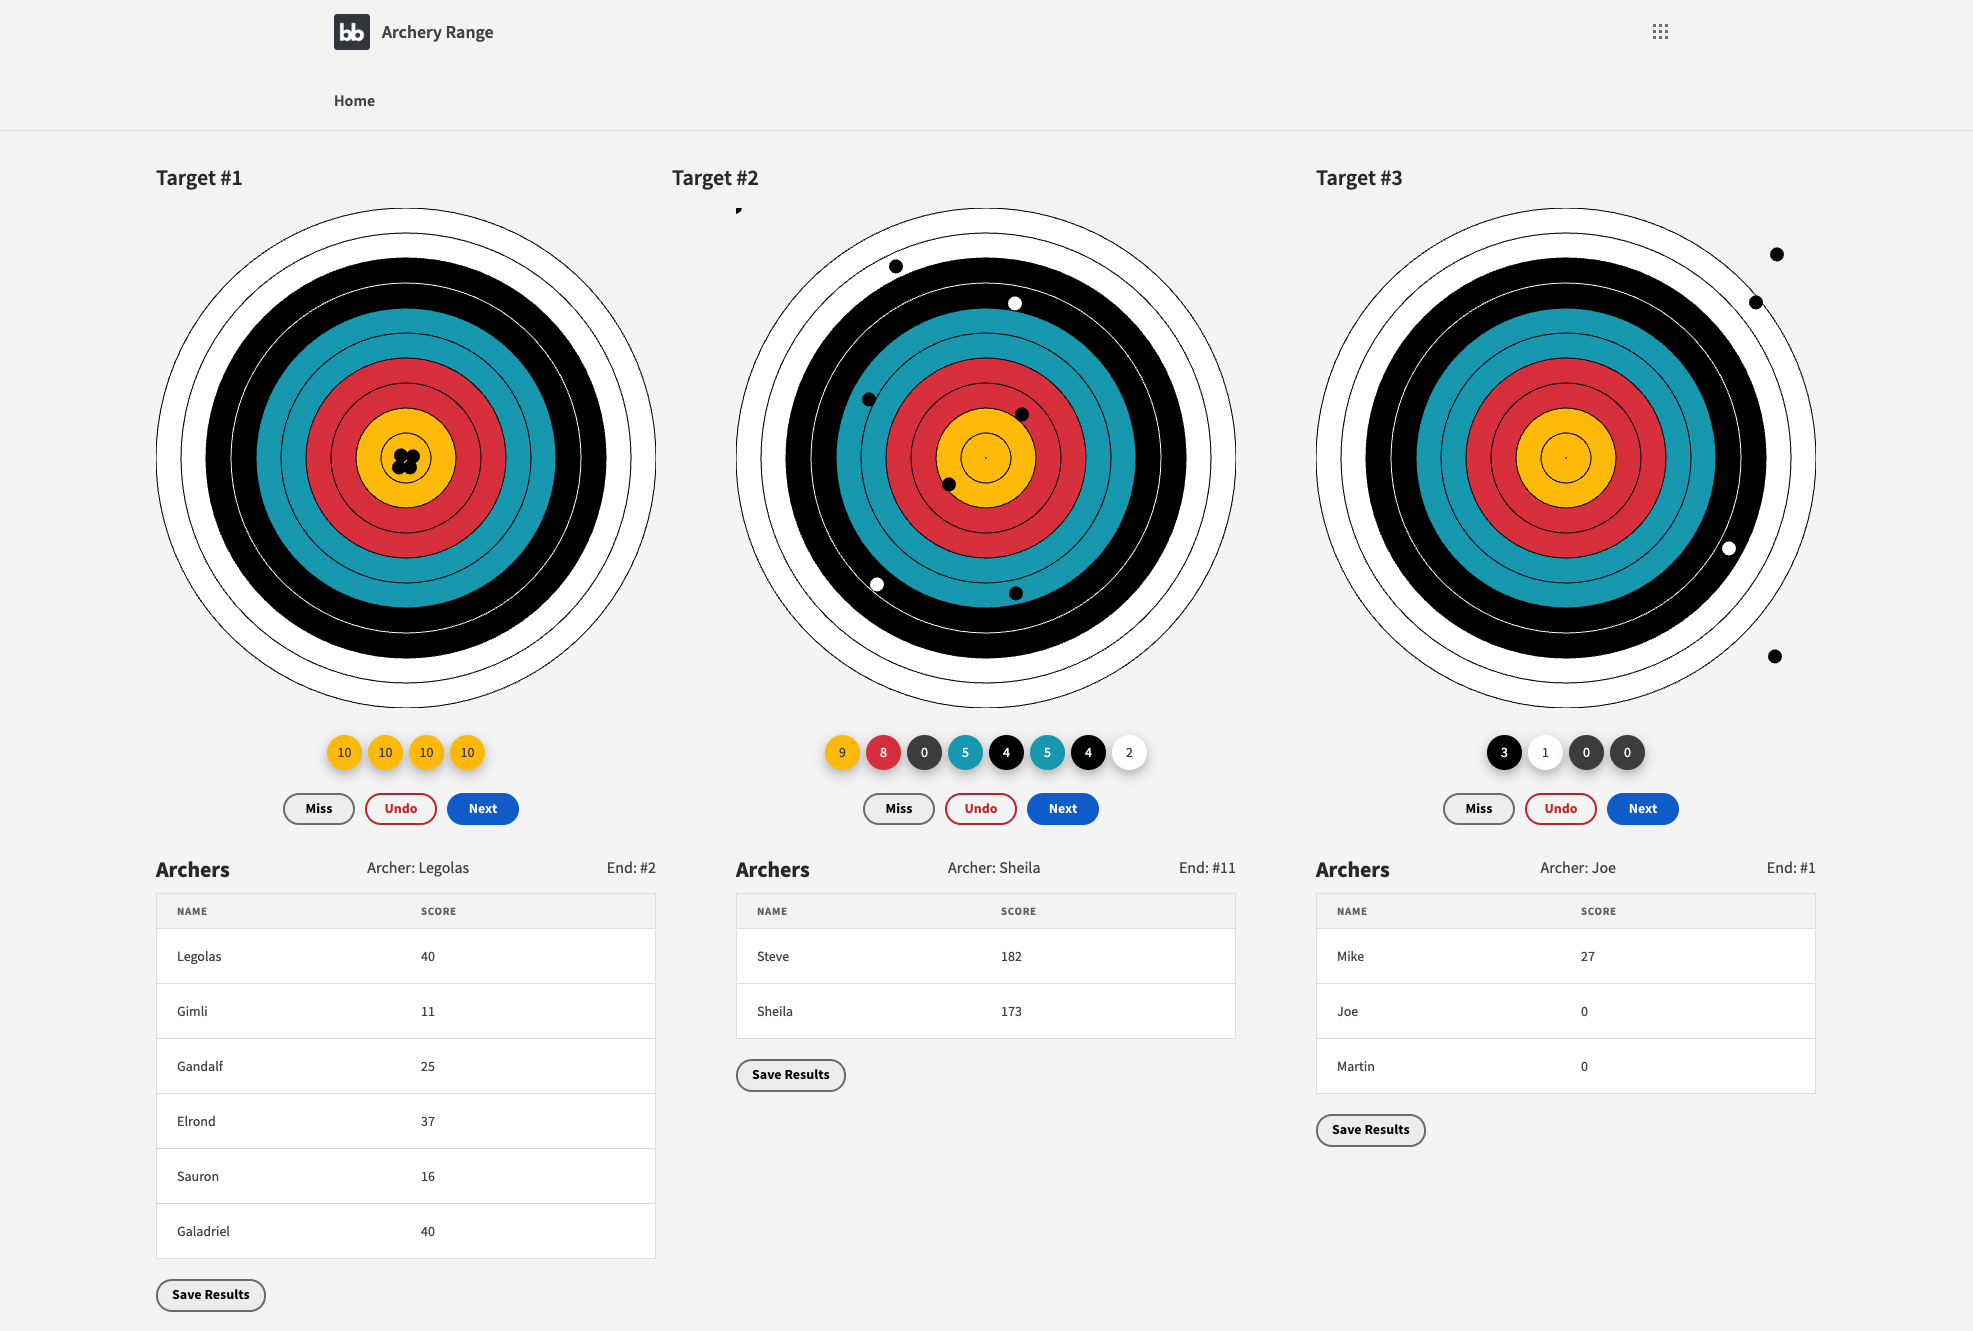 bb Archery Range
Home
Target #1
10 10 10 10
Miss Undo Next
Archers Archer: Legolas End: #2
NAME SCORE
Legolas 40
Gimli 11
Gandalf 25
Elrond 37
Sauron 16
Galadriel 40
Save Results
Target #2
9 8 0 5 4 5 4 2
Miss Undo Next
Archers Archer: Sheila End: #11
NAME SCORE
Steve 182
Sheila 173
Save Results
Target #3
3 1 0 0
Miss Undo Next
Archers Archer: Joe End: #1
NAME SCORE
Mike 27
Joe 0
Martin 0
Save Results